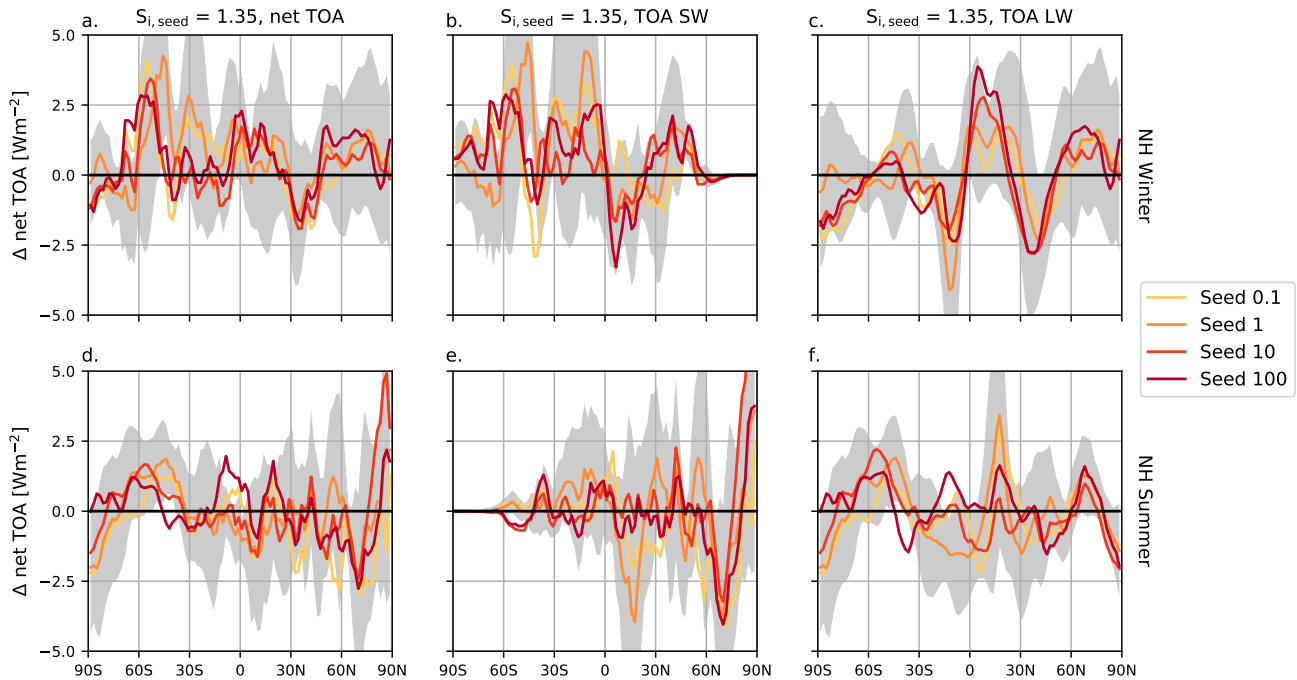 a. S_{i, seed} = 1.35, net TOA
b. S_{i, seed} = 1.35, TOA SW
c. S_{i, seed} = 1.35, TOA LW
5.0
2.5
0.0
−2.5
−5.0
Δ net TOA [Wm^{−2}]
NH Winter
Seed 0.1
Seed 1
Seed 10
Seed 100
d.
e.
f.
5.0
2.5
0.0
−2.5
−5.0
Δ net TOA [Wm^{−2}]
NH Summer
90S 60S 30S 0 30N 60N 90N
90S 60S 30S 0 30N 60N 90N
90S 60S 30S 0 30N 60N 90N